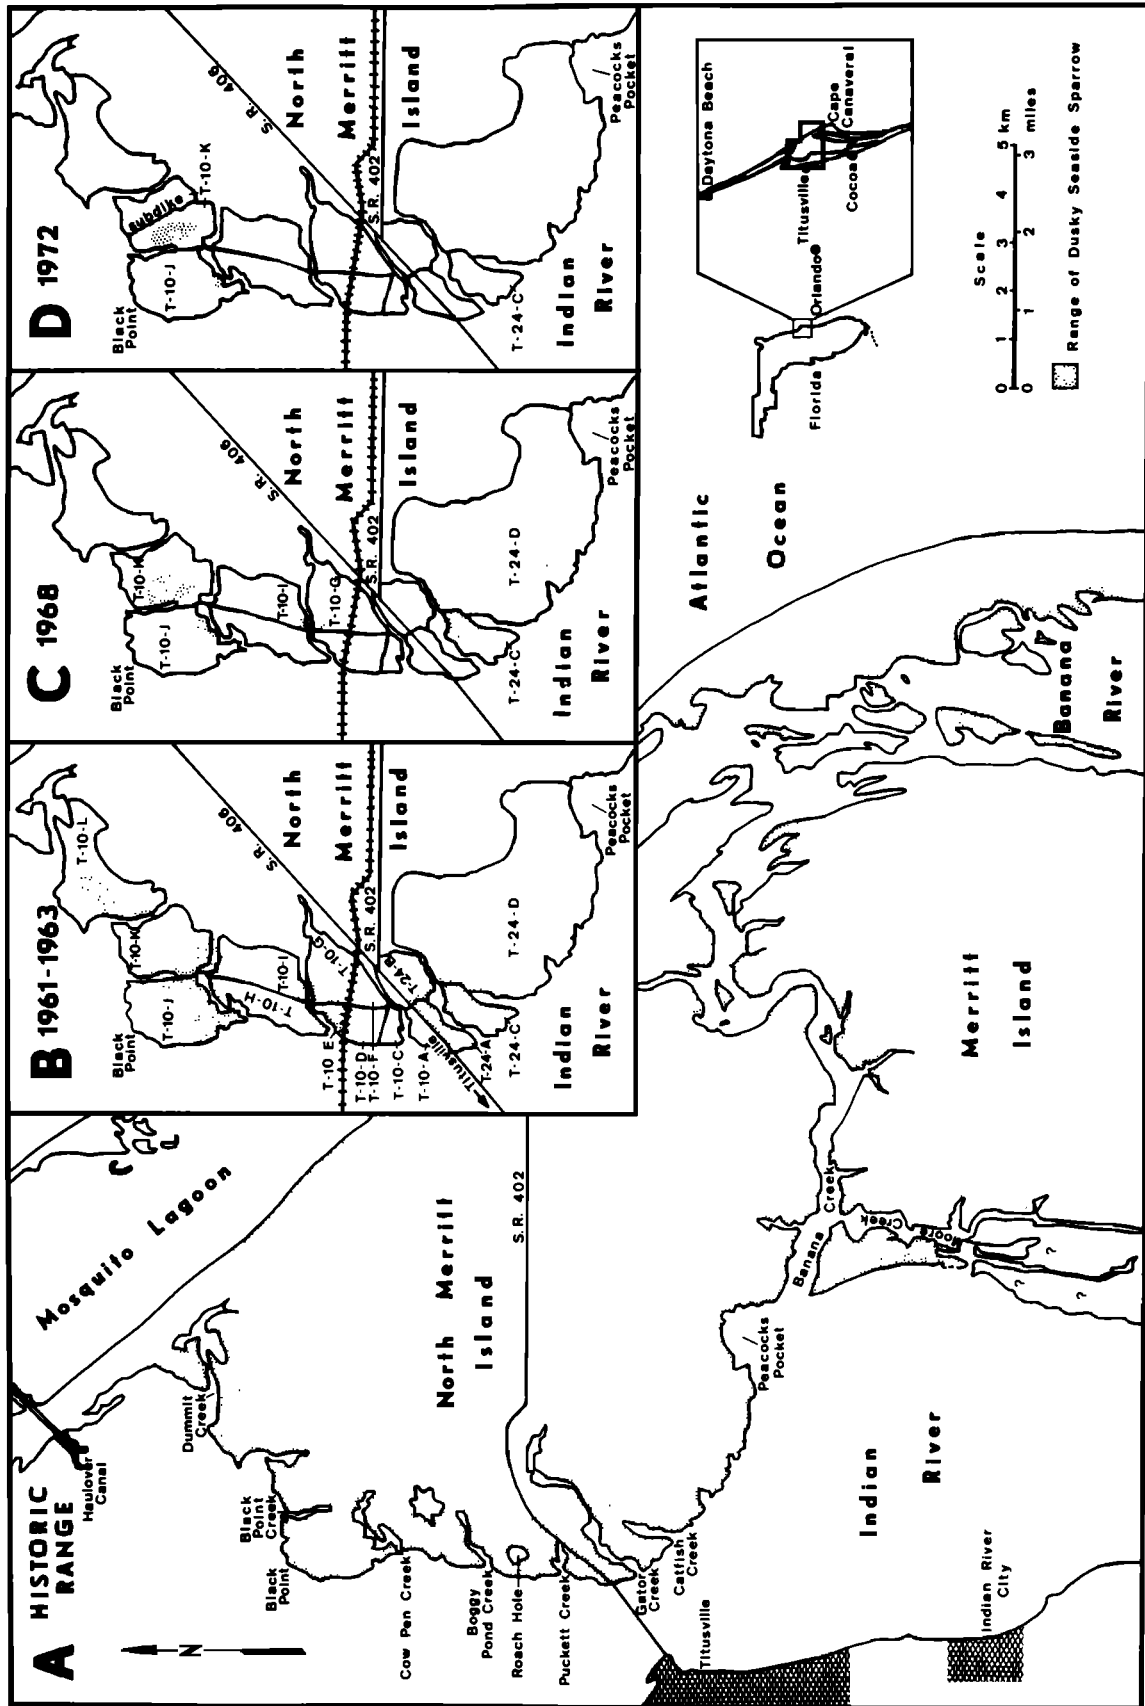 A HISTORIC
RANGE
N
Mosquito Lagoon
Haulover
Canal
Dummit
Creek
Black
Point
Creek
Black
Point
Cow Pen Creek
Boggy
Pond Creek
Roach Hole
Puckett Creek
Gator
Creek
Catfish
Creek
Titusville
North Merritt
Island
S.R. 402
Peacocks
Pocket
Banana
Creek
Moore
Creek
?
?
?
Indian
River
Indian River
City
Merritt
Island
Banana
River
Atlantic
Ocean
B 1961-1963
Black
Point
T-10-J
T-10-K
T-10-L
T-10-H
T-10-I
T-10-G
T-10 E
T-10-D
T-10-F
T-10-C
T-10-A
T-24-A
T-24-B
T-24-C
T-24-D
Titusville
S.R. 406
S.R. 402
North
Merritt
Island
Indian
River
Peacocks
Pocket
C 1968
Black
Point
T-10-J
T-10-K
T-10-I
T-10-G
T-24-C
T-24-D
S.R. 406
S.R. 402
North
Merritt
Island
Indian
River
Peacocks
Pocket
D 1972
Black
Point
T-10-J
subdike
T-10-K
T-24-C
S.R. 406
S.R. 402
North
Merritt
Island
Indian
River
Peacocks
Pocket
Florida
Orlando
Daytona Beach
Titusville
Cape
Canaveral
Cocoa
Scale
0 1 2 3 4 5 km
0 1 2 3 miles
Range of Dusky Seaside Sparrow